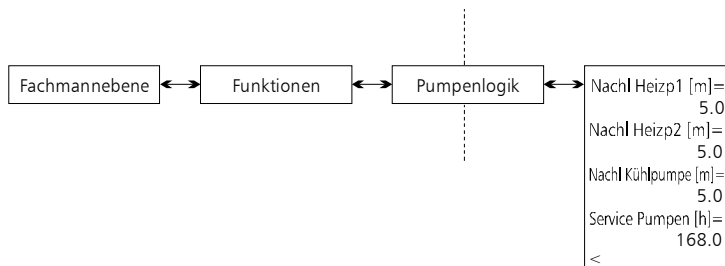 Fachmannebene
Funktionen
Pumpenlogik
Nachl Heizp1 [m]=
5.0
Nachl Heizp2 [m]=
5.0
Nachl Kühlpumpe [m]=
5.0
Service Pumpen [h]=
168.0
<